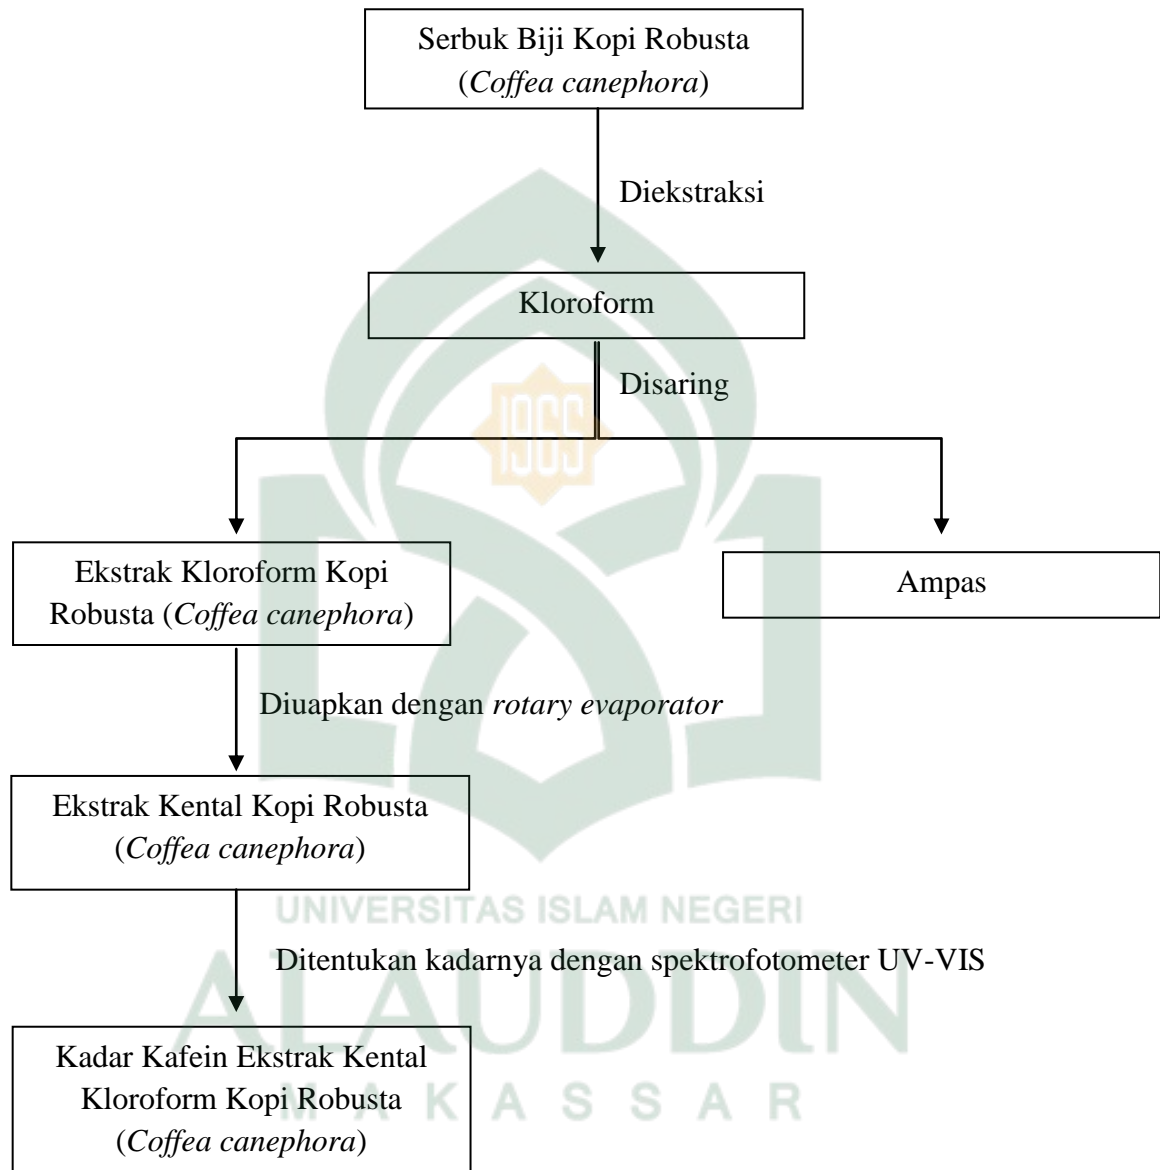 Serbuk Biji Kopi Robusta
(Coffea canephora)
Diekstraksi
Kloroform
Disaring
1965
Ekstrak Kloroform Kopi
Robusta (Coffea canephora)
Ampas
Diuapkan dengan rotary evaporator
Ekstrak Kental Kopi Robusta
(Coffea canephora)
UNIVERSITAS ISLAM NEGERI
Ditentukan kadarnya dengan spektrofotometer UV-VIS
ALAUDDIN
Kadar Kafein Ekstrak Kental
Kloroform Kopi Robusta
MAKASSAR
(Coffea canephora)